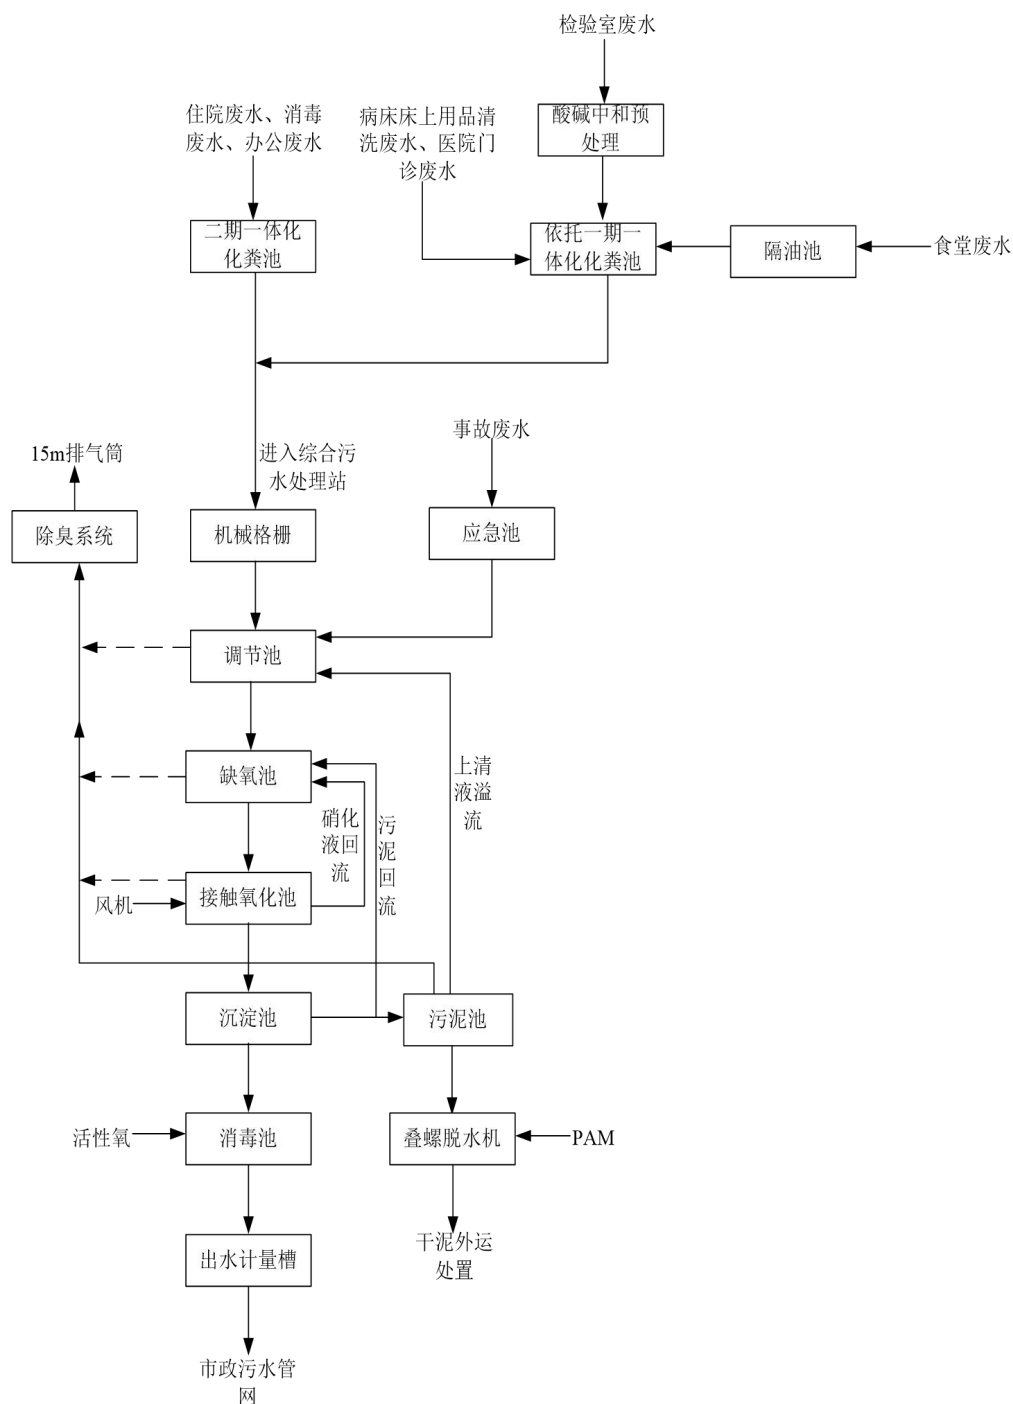 检验室废水
酸碱中和预
处理
住院废水、消毒
废水、办公废水
病床床上用品清
洗废水、医院门
诊废水
二期一体化
化粪池
依托一期一
体化化粪池
隔油池
食堂废水
事故废水
15m排气筒
进入综合污
水处理站
除臭系统
机械格栅
应急池
调节池
缺氧池
上清
液溢
流
硝化
液回
流
污
泥
回
流
接触氧化池
风机
沉淀池
污泥池
活性氧
消毒池
叠螺脱水机
PAM
出水计量槽
干泥外运
处置
市政污水管
网